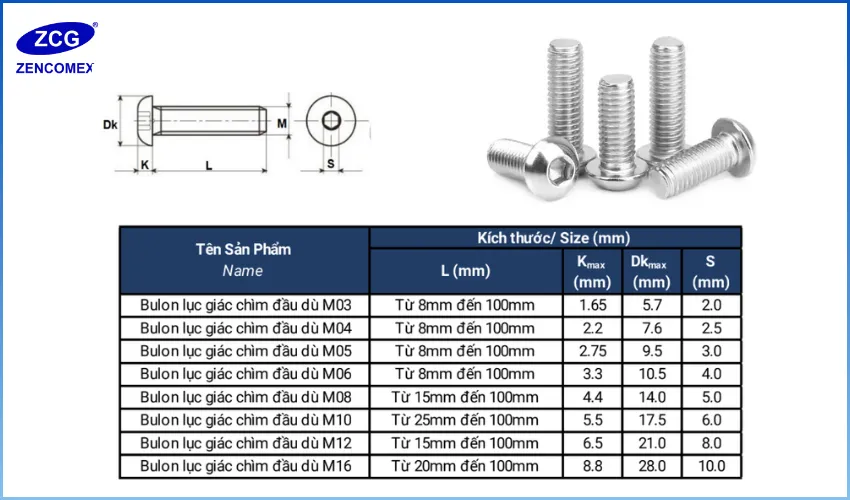 ZCG®
ZENCOMEX
Dk
M
K
L
S
Tên Sản Phẩm
Name
Kích thước/ Size (mm)
L (mm)
Kmax (mm)
Dkmax (mm)
S (mm)
Bulon lục giác chìm đầu dù M03 Từ 8mm đến 100mm 1.65 5.7 2.0
Bulon lục giác chìm đầu dù M04 Từ 8mm đến 100mm 2.2 7.6 2.5
Bulon lục giác chìm đầu dù M05 Từ 8mm đến 100mm 2.75 9.5 3.0
Bulon lục giác chìm đầu dù M06 Từ 8mm đến 100mm 3.3 10.5 4.0
Bulon lục giác chìm đầu dù M08 Từ 15mm đến 100mm 4.4 14.0 5.0
Bulon lục giác chìm đầu dù M10 Từ 25mm đến 100mm 5.5 17.5 6.0
Bulon lục giác chìm đầu dù M12 Từ 15mm đến 100mm 6.5 21.0 8.0
Bulon lục giác chìm đầu dù M16 Từ 20mm đến 100mm 8.8 28.0 10.0